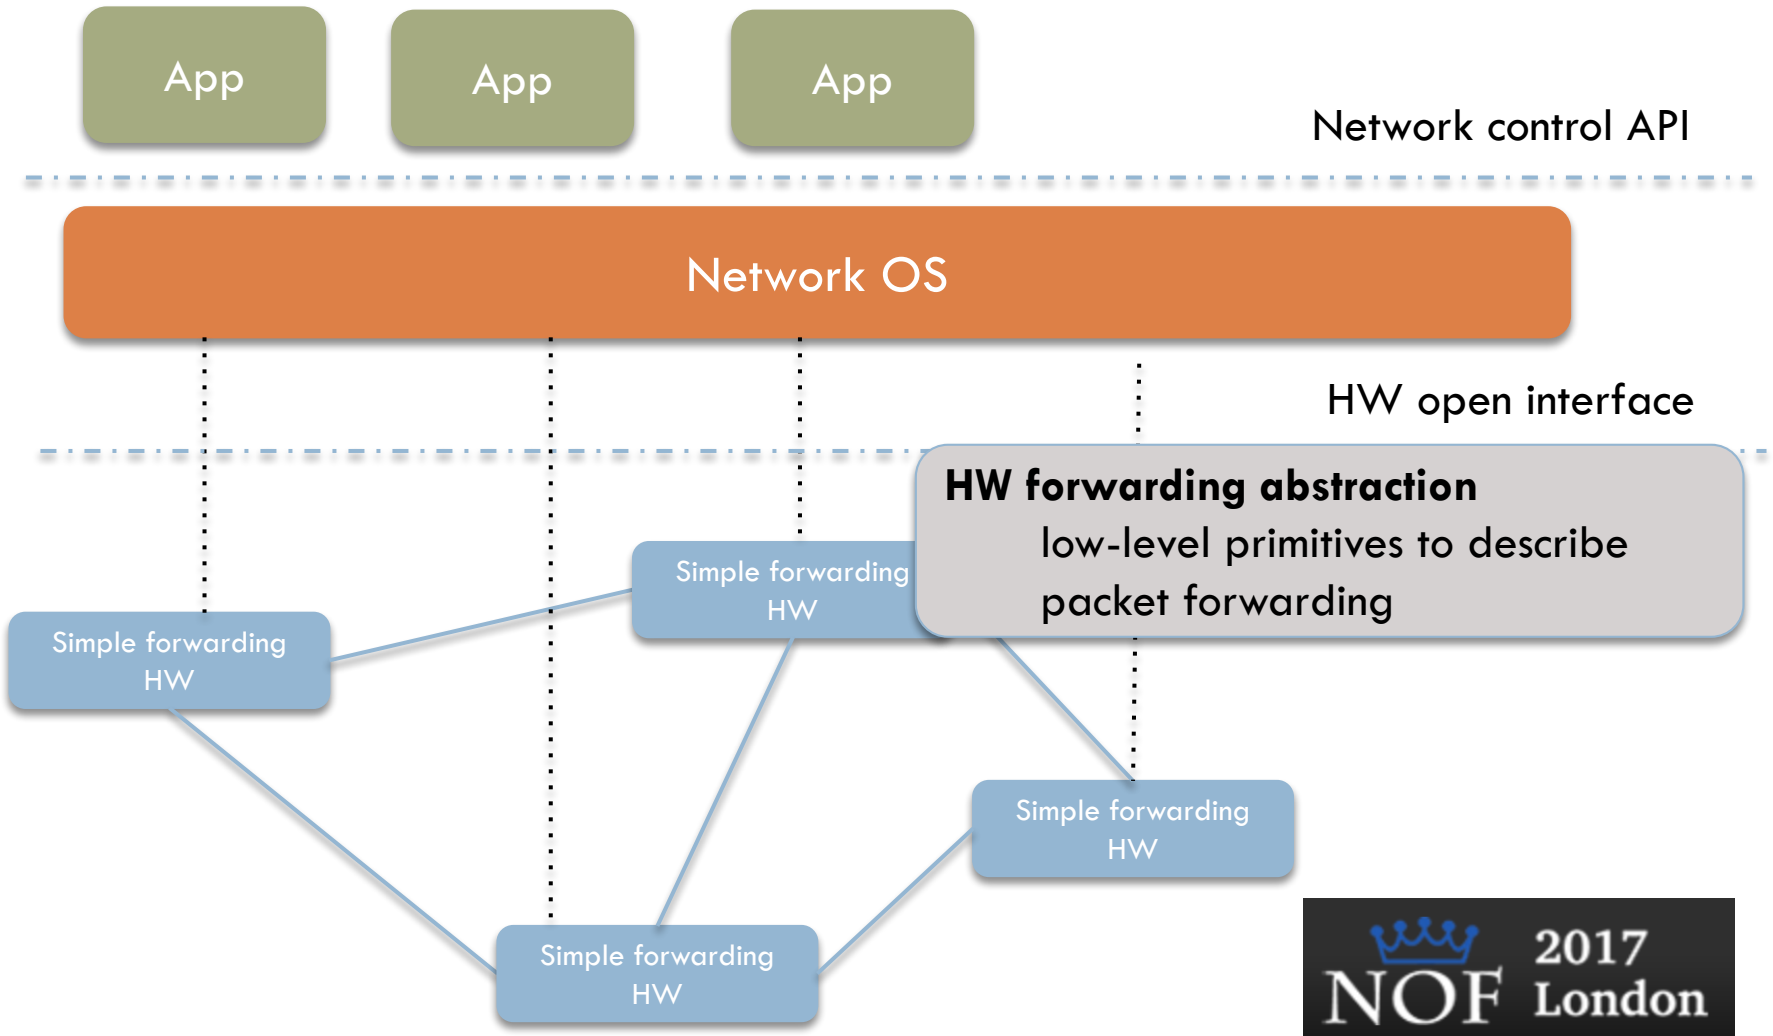 App
App
App
Network control API
Network OS
HW open interface
HW forwarding abstraction
low-level primitives to describe
packet forwarding
Simple forwarding
HW
Simple forwarding
HW
Simple forwarding
HW
Simple forwarding
HW
NOF
2017
London